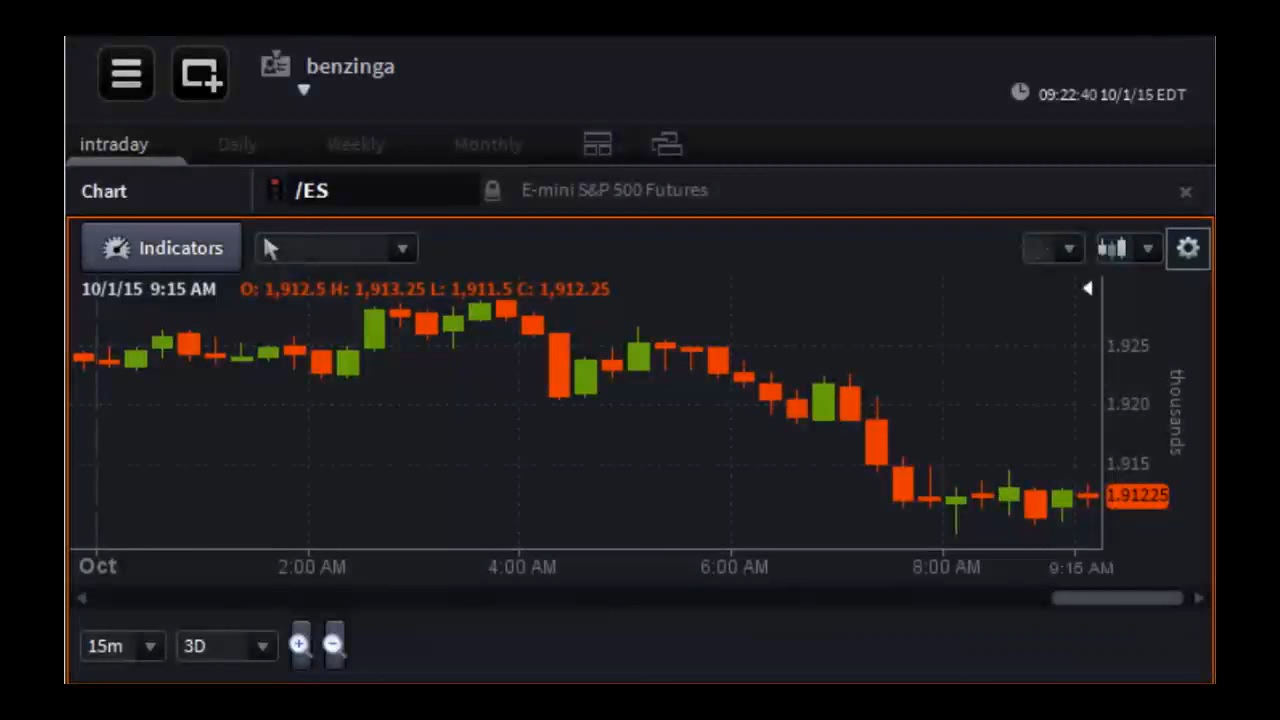 benzinga
09:22:40 10/1/15 EDT
intraday Daily Weekly Monthly
Chart /ES E-mini S&P 500 Futures
Indicators
10/1/15 9:15 AM O: 1,912.5 H: 1,913.25 L: 1,911.5 C: 1,912.25
1.925
1.920
thousands
1.915
1.91225
Oct 2:00 AM 4:00 AM 6:00 AM 8:00 AM 9:15 AM
15m 3D